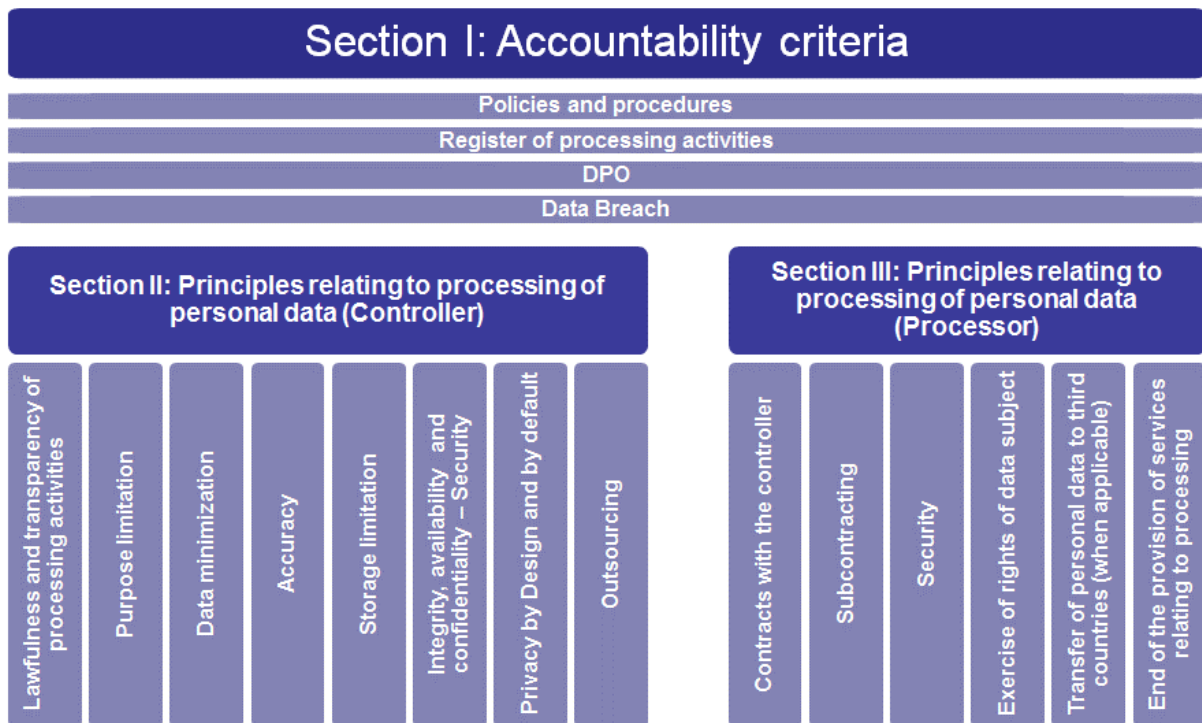 Section I: Accountability criteria
Policies and procedures
Register of processing activities
DPO
Data Breach
Section II: Principles relating to processing of
personal data (Controller)
Lawfulness and transparency of
processing activities
Purpose limitation
Data minimization
Accuracy
Storage limitation
Integrity, availability and
confidentiality – Security
Privacy by Design and by default
Outsourcing
Section III: Principles relating to
processing of personal data
(Processor)
Contracts with the controller
Subcontracting
Security
Exercise of rights of data subject
Transfer of personal data to third
countries (when applicable)
End of the provision of services
relating to processing